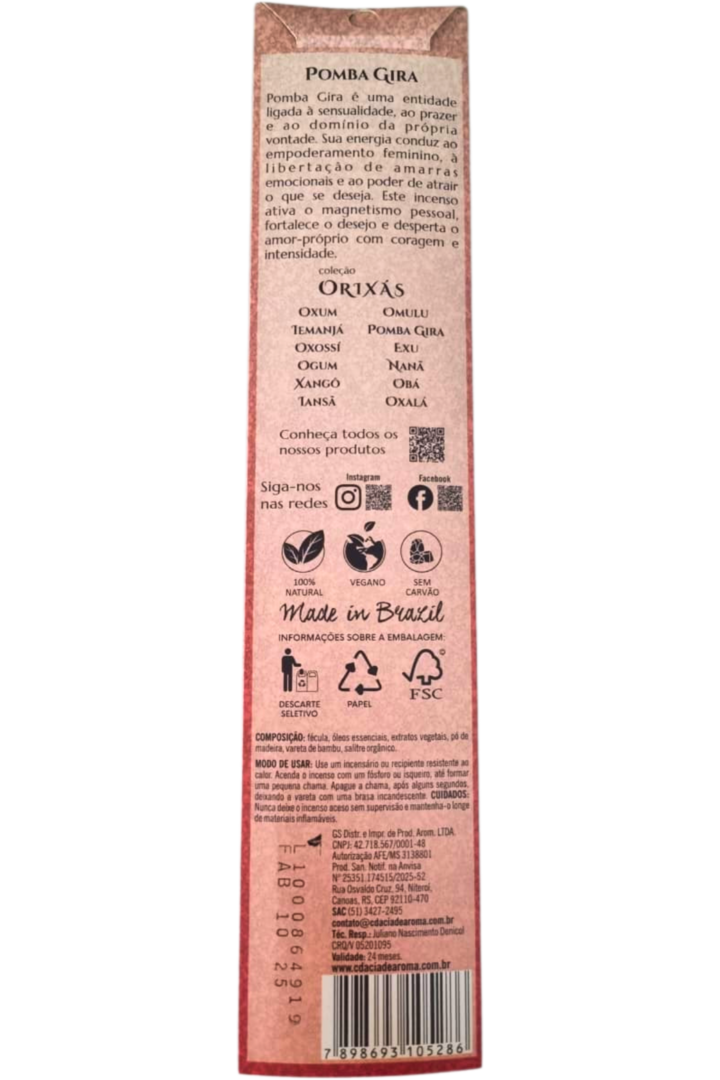 POMBA GIRA
Pomba Gira é uma entidade
ligada à sensualidade, ao prazer
e ao domínio da própria
vontade. Sua energia conduz ao
empoderamento feminino, à
libertação de amarras
emocionais e ao poder de atrair
o que se deseja. Este incenso
ativa o magnetismo pessoal,
fortalece o desejo e desperta o
amor-próprio com coragem e
intensidade.
coleção
ORIXÁS
OXUM OMULU
IEMANJÁ POMBA GIRA
OXOSSÍ EXU
OGUM NANÃ
XANGÔ OBÁ
IANSÃ OXALÁ
Conheça todos os
nossos produtos
Instagram Facebook
Siga-nos
nas redes
100%
NATURAL
VEGANO
SEM
CARVÃO
Made in Brazil
INFORMAÇÕES SOBRE A EMBALAGEM:
DESCARTE
SELETIVO
PAPEL
FSC
COMPOSIÇÃO: fécula, óleos essenciais, extratos vegetais, pó de
madeira, vareta de bambu, salitre orgânico.
MODO DE USAR: Use um incensário ou recipiente resistente ao
calor. Acenda o incenso com um fósforo ou isqueiro, até formar
uma pequena chama. Apague a chama, após alguns segundos,
deixando a vareta com uma brasa incandescente. CUIDADOS:
Nunca deixe o incenso aceso sem supervisão e mantenha-o longe
de materiais inflamáveis.
GS Distr. e Impr. de Prod. Arom. LTDA.
CNPJ: 42.718.567/0001-48
Autorização AFE/MS 3138801
Prod. San. Notif. na Anvisa
N° 25351.174515/2025-52
Rua Osvaldo Cruz, 94, Niterói,
Canoas, RS, CEP 92110-470
SAC (51) 3427-2495
contato@cdaciadearoma.com.br
Téc. Resp.: Juliano Nascimento Denicol
CRQ/V 05201095
Validade: 24 meses.
www.cdaciadearoma.com.br
FAB 10 25
7 898693 105286